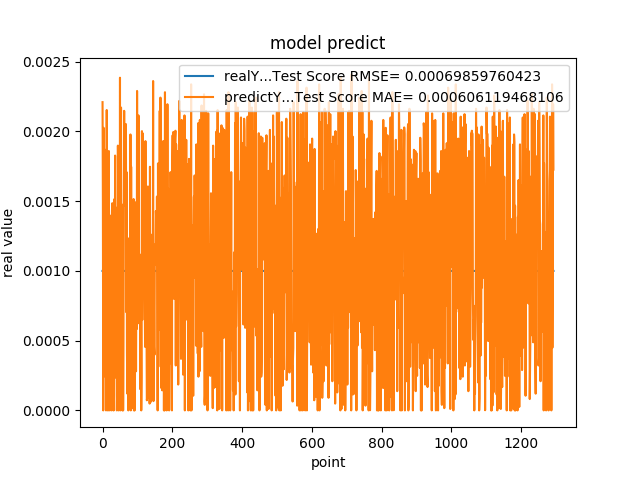 model predict
realY...Test Score RMSE= 0.00069859760423
predictY...Test Score MAE= 0.000606119468106
0.0025
0.0020
0.0015
0.0010
0.0005
0.0000
real value
0 200 400 600 800 1000 1200
point